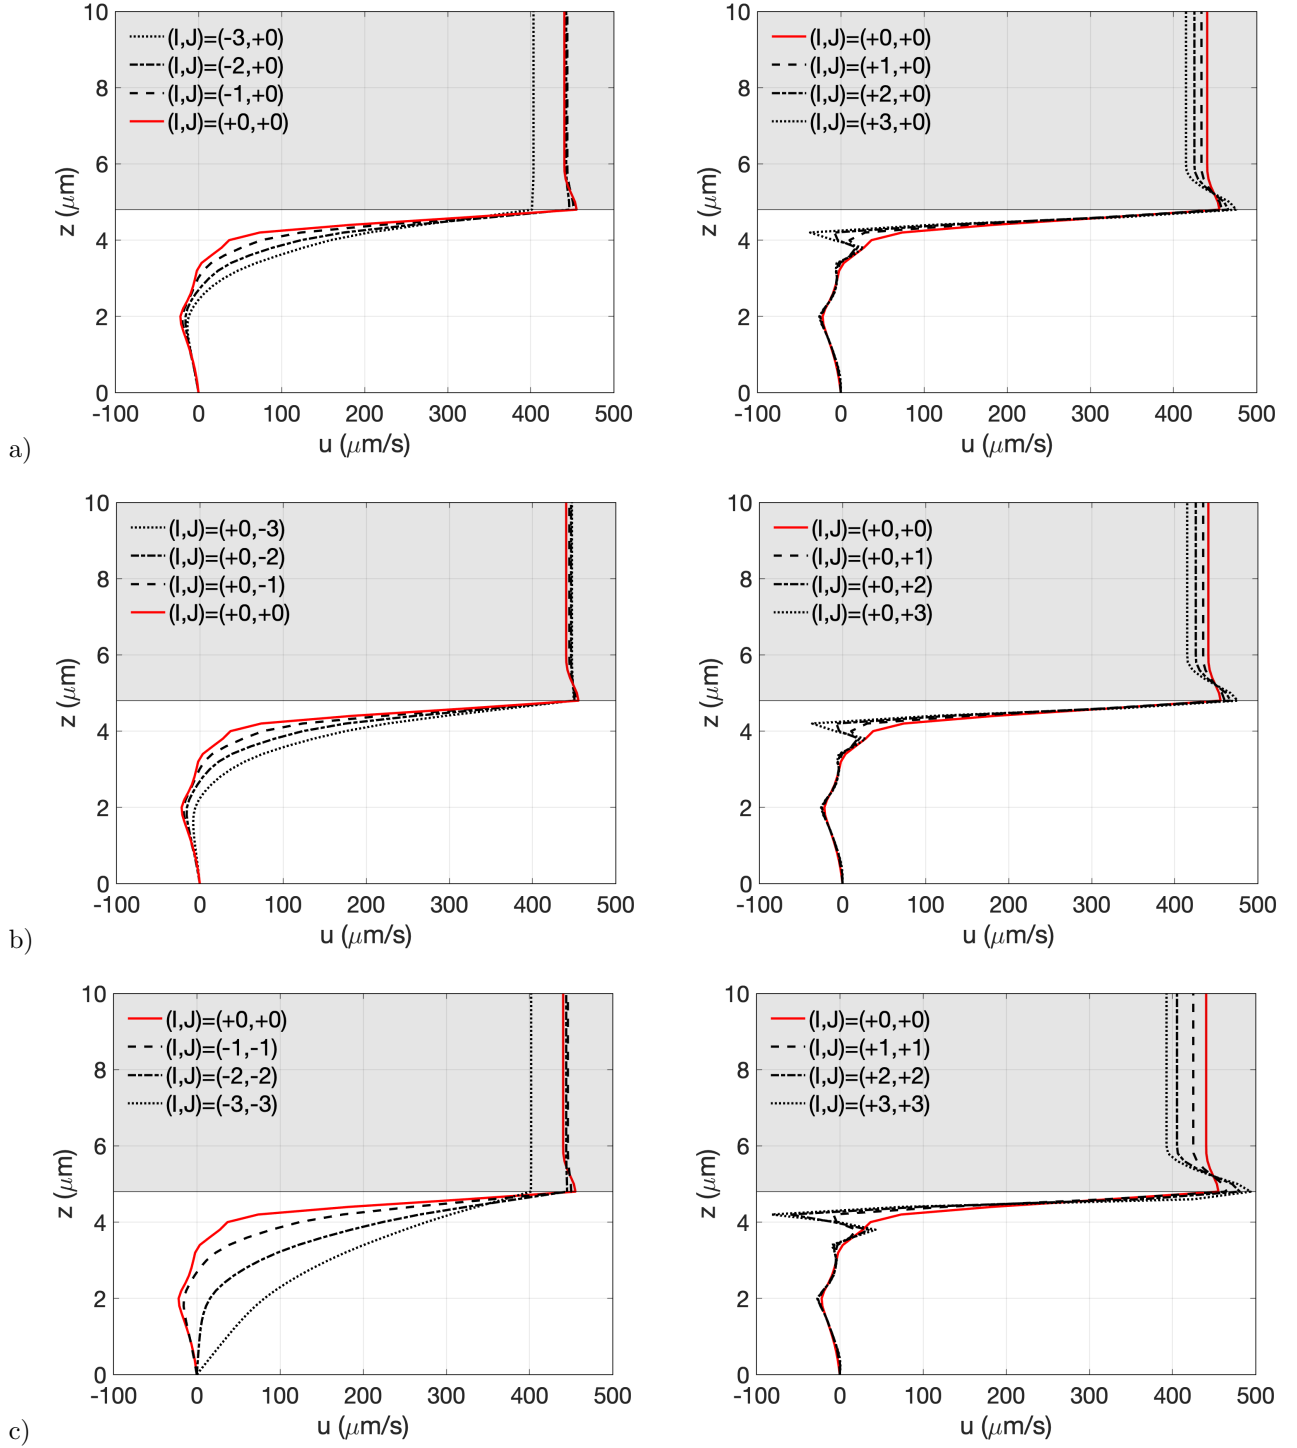 10
8
6
4
2
0
z (μm)
(I,J)=(-3,+0)
(I,J)=(-2,+0)
(I,J)=(-1,+0)
(I,J)=(+0,+0)
-100 0 100 200 300 400 500
u (μm/s)
10
8
6
4
2
0
z (μm)
(I,J)=(+0,+0)
(I,J)=(+1,+0)
(I,J)=(+2,+0)
(I,J)=(+3,+0)
-100 0 100 200 300 400 500
u (μm/s)
a)
10
8
6
4
2
0
z (μm)
(I,J)=(+0,-3)
(I,J)=(+0,-2)
(I,J)=(+0,-1)
(I,J)=(+0,+0)
-100 0 100 200 300 400 500
u (μm/s)
10
8
6
4
2
0
z (μm)
(I,J)=(+0,+0)
(I,J)=(+0,+1)
(I,J)=(+0,+2)
(I,J)=(+0,+3)
-100 0 100 200 300 400 500
u (μm/s)
b)
10
8
6
4
2
0
z (μm)
(I,J)=(+0,+0)
(I,J)=(-1,-1)
(I,J)=(-2,-2)
(I,J)=(-3,-3)
-100 0 100 200 300 400 500
u (μm/s)
10
8
6
4
2
0
z (μm)
(I,J)=(+0,+0)
(I,J)=(+1,+1)
(I,J)=(+2,+2)
(I,J)=(+3,+3)
-100 0 100 200 300 400 500
u (μm/s)
c)